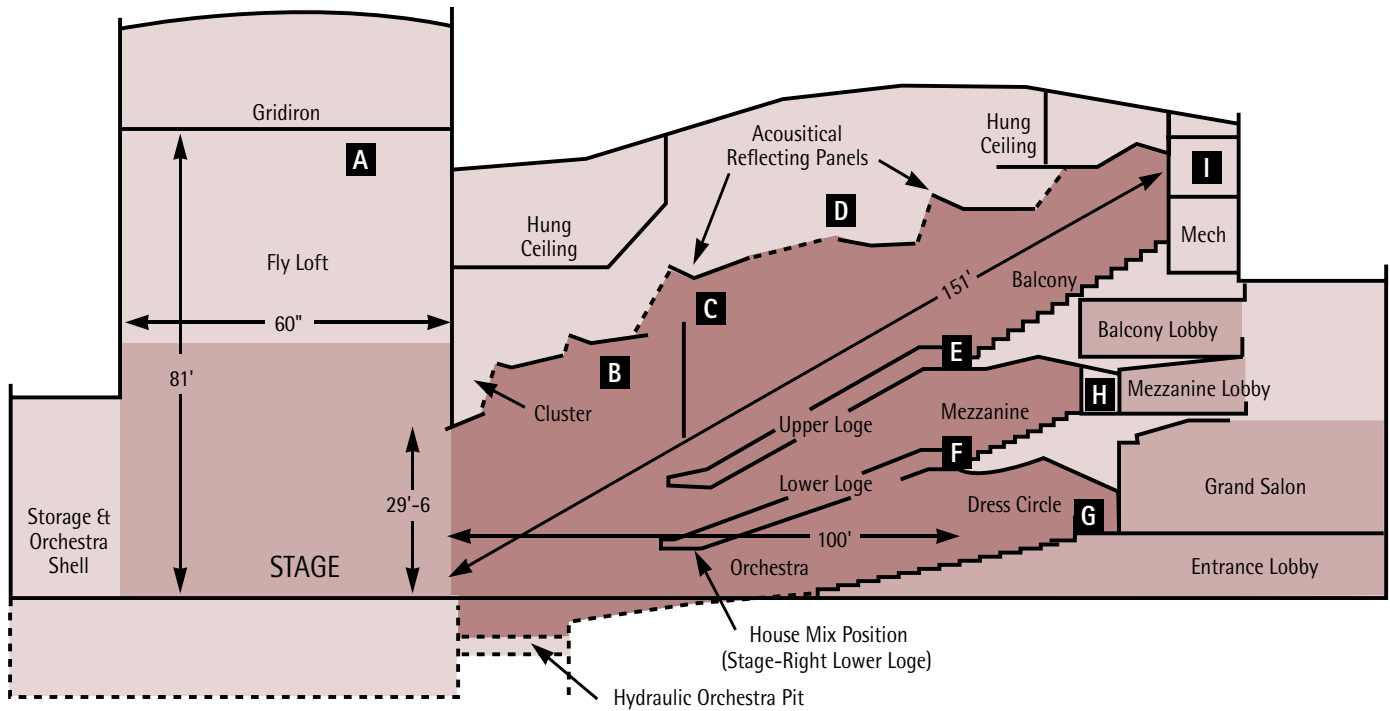 Gridiron
A
Fly Loft
60"
81'
Storage &
Orchestra
Shell
STAGE
29'-6
Hung
Ceiling
Acousitical
Reflecting Panels
Hung
Ceiling
I
D
Mech
C
151'
Balcony
B
E
Balcony Lobby
Cluster
H
Mezzanine
Mezzanine Lobby
Upper Loge
F
Lower Loge
Dress Circle
G
Grand Salon
100'
Orchestra
Entrance Lobby
House Mix Position
(Stage-Right Lower Loge)
Hydraulic Orchestra Pit